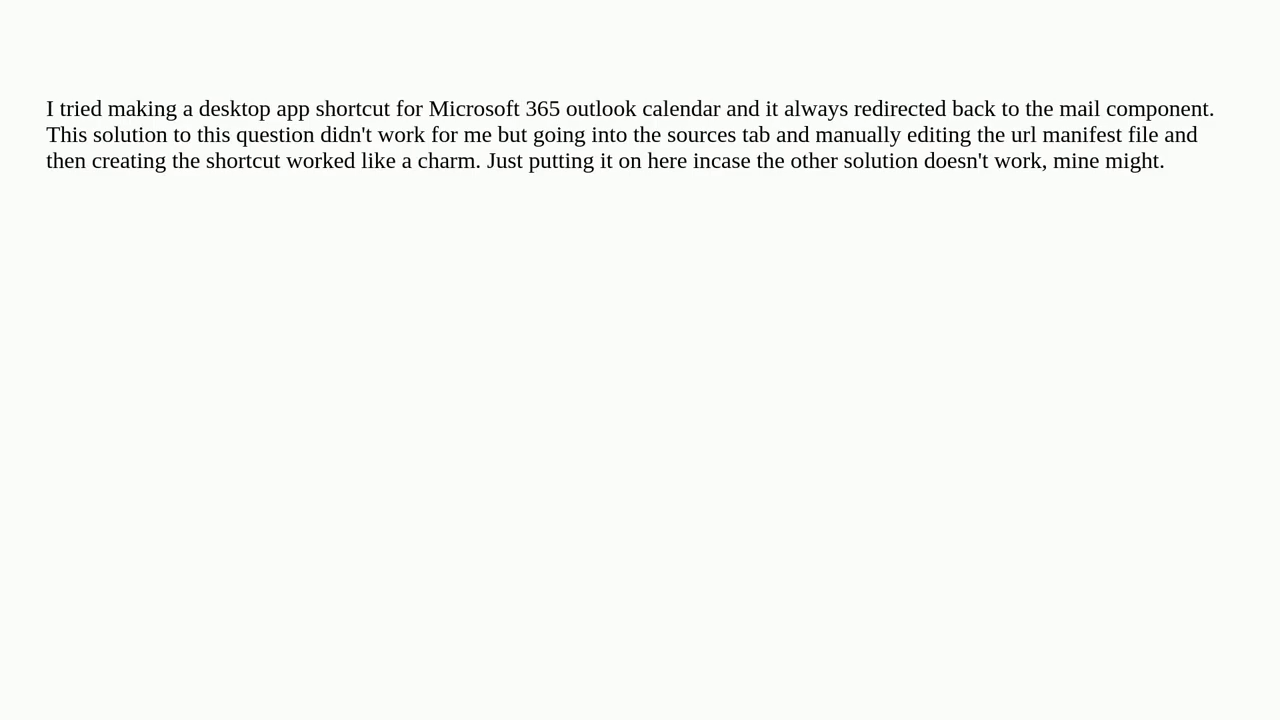 I tried making a desktop app shortcut for Microsoft 365 outlook calendar and it always redirected back to the mail component.
This solution to this question didn't work for me but going into the sources tab and manually editing the url manifest file and
then creating the shortcut worked like a charm. Just putting it on here incase the other solution doesn't work, mine might.